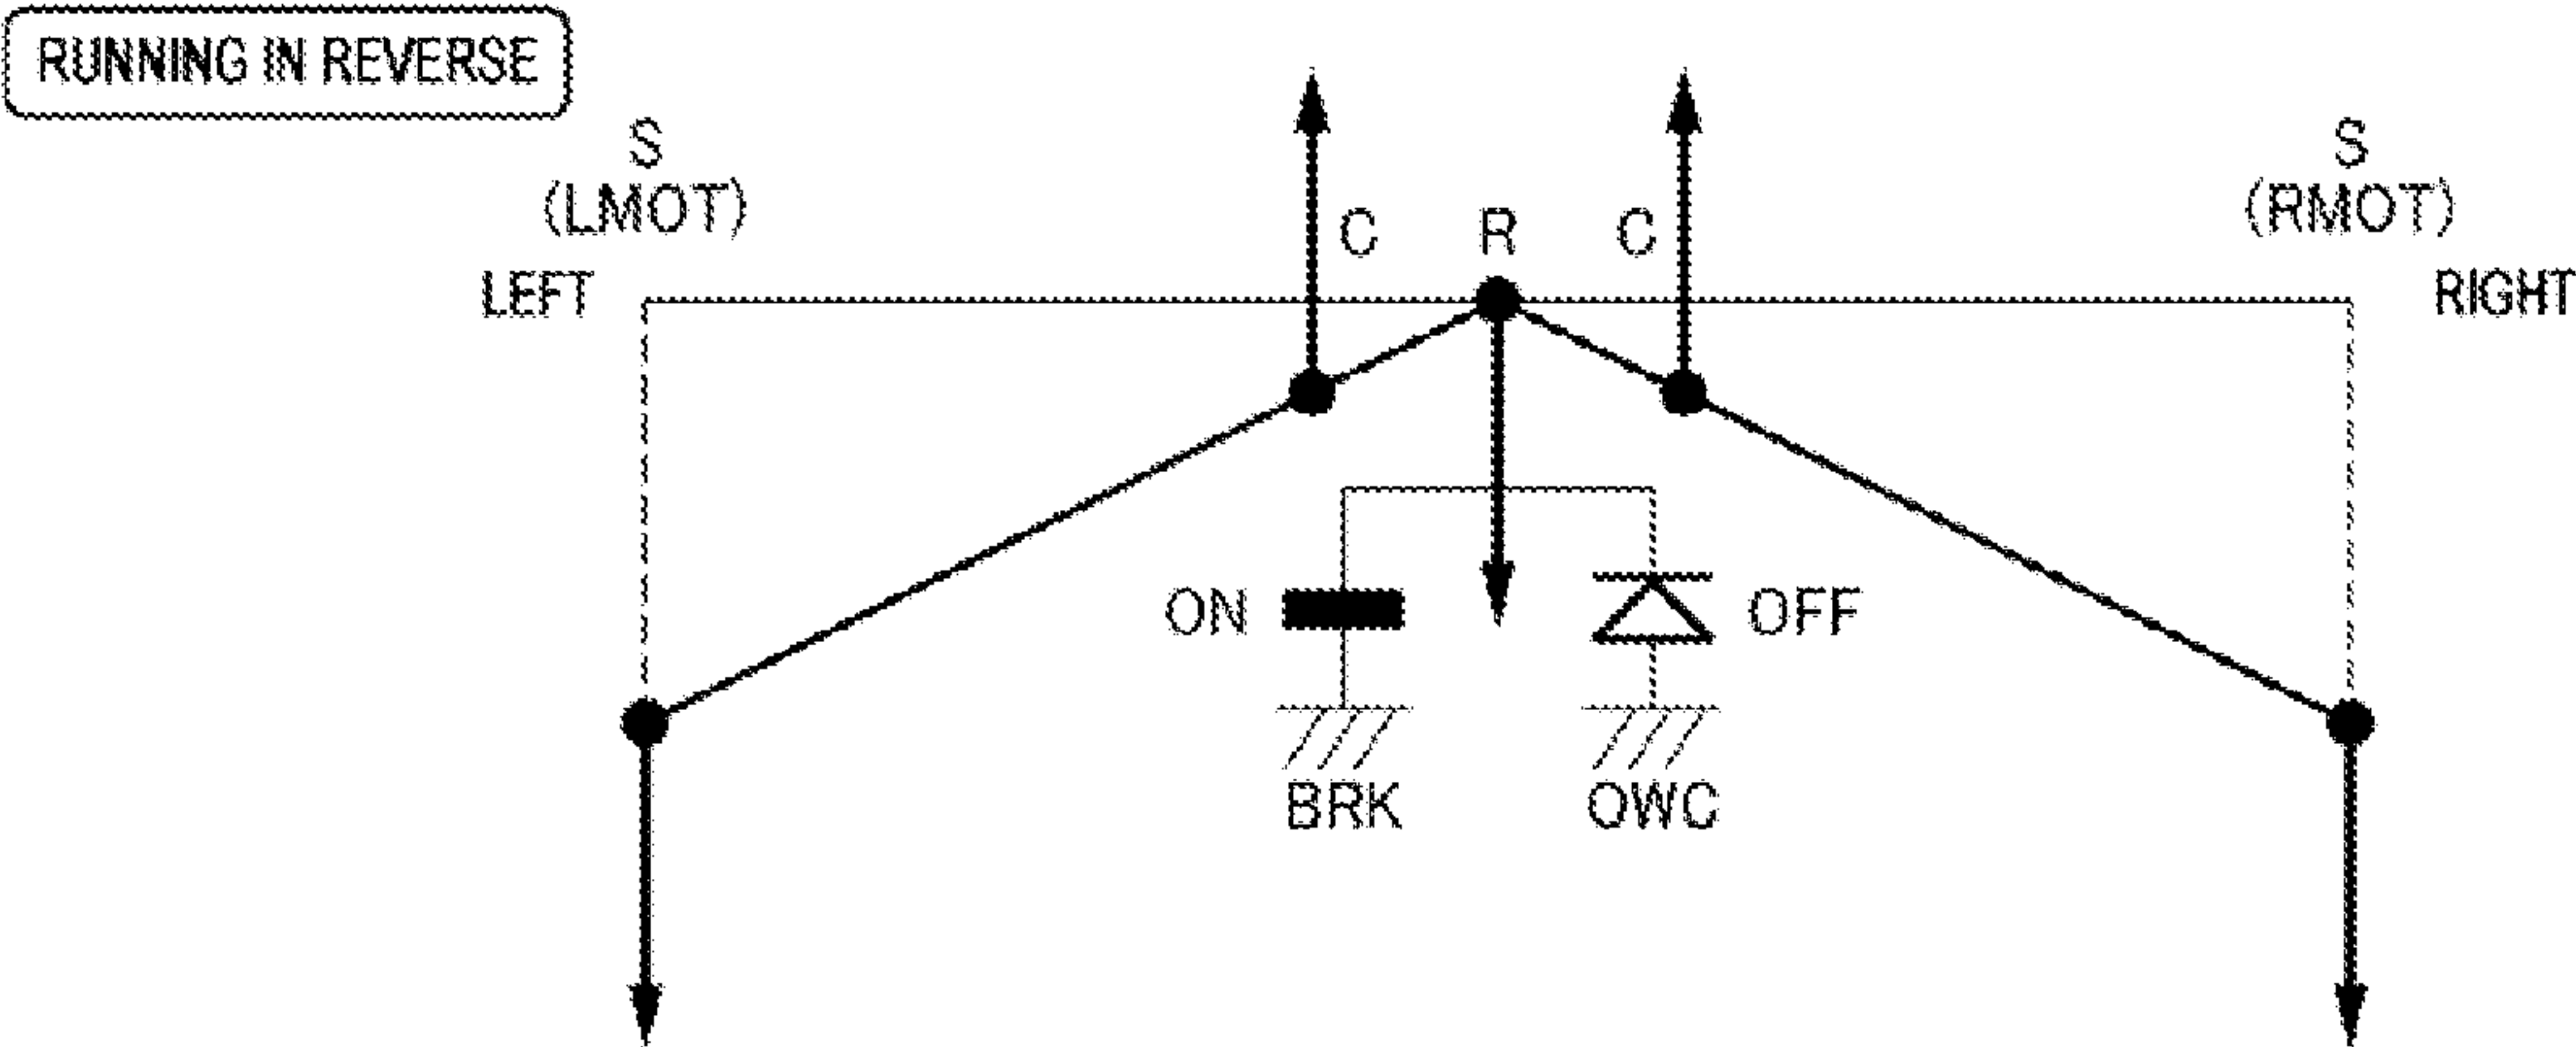 RUNNING IN REVERSE
S
(LMOT)
S
(RMOT)
C
R
C
LEFT
RIGHT
ON
OFF
BRK
OWC